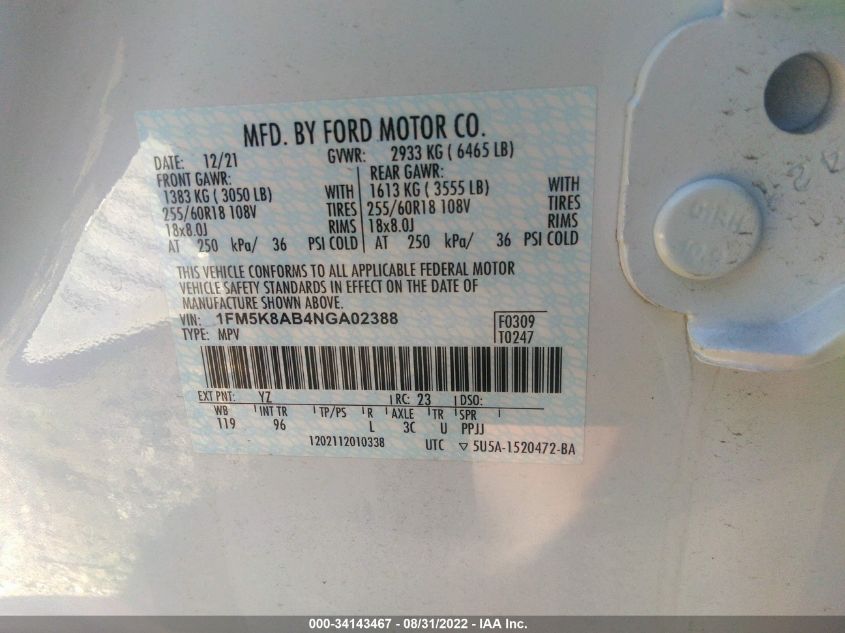 MFD. BY FORD MOTOR CO.
DATE: 12/21 GVWR: 2933 KG ( 6465 LB)
FRONT GAWR: REAR GAWR:
1383 KG ( 3050 LB) WITH 1613 KG ( 3555 LB) WITH
255/60R18 108V TIRES 255/60R18 108V TIRES
18x8.0J RIMS 18x8.0J RIMS
AT 250 kPa/ 36 PSI COLD AT 250 kPa/ 36 PSI COLD
THIS VEHICLE CONFORMS TO ALL APPLICABLE FEDERAL MOTOR
VEHICLE SAFETY STANDARDS IN EFFECT ON THE DATE OF
MANUFACTURE SHOWN ABOVE.
VIN: 1FM5K8AB4NGA02388 F0309
TYPE: MPV T0247
EXT PNT: YZ RC: 23 DSO:
WB INT TR TP/PS R AXLE TR SPR
119 96 L 3C U PPJJ
1202112010338 UTC ▽ 5U5A-1520472-BA
000-34143467 - 08/31/2022 - IAA Inc.